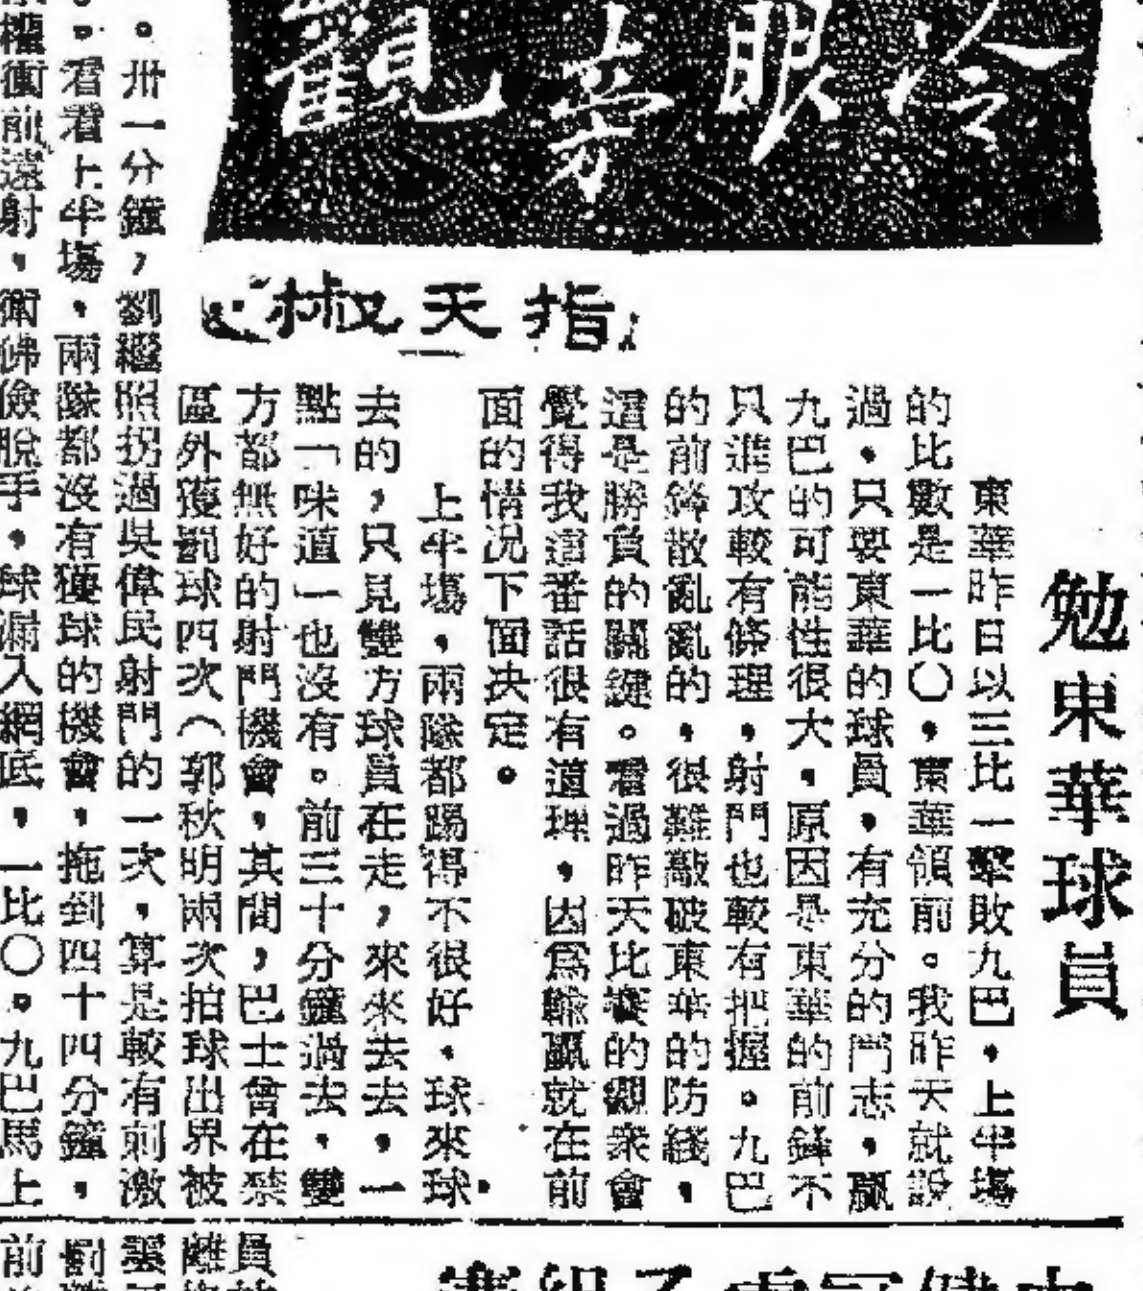 冷眼旁觀
指天椒
勉東華球員
東華昨日以三比一擊敗九巴，上半場
的比數是一比〇，東華領前。我昨天就說
過，只要東華的球員，有充分的鬥志，贏
九巴的可能性很大，原因是東華的前鋒不
只進攻較有條理，射門也較有把握。九巴
的前鋒散亂亂的，很難敲破東華的防綫，
這是勝負的關鍵。看過昨天比賽的觀衆會
覺得我這番話很有道理，因爲輸贏就在前
面的情况下面决定。
上半場，兩隊都踢得不很好。球來球
去的，只見雙方球員在走，來來去去，一
點「味道」也沒有。前三十分鐘過去，雙
方都無好的射門機會，其間，巴士曾在禁
區外獲罰球四次（郭秋明兩次拍球出界被
。卅一分鐘，劉繼照拐過吳偉民射門的一次，算是較有刺激
。看看上半場，兩隊都沒有獲球的機會，拖到四十四分鐘，
權衝前遠射，衛佛儉脫手，球漏入網底，一比〇。九巴馬上
員
離
前